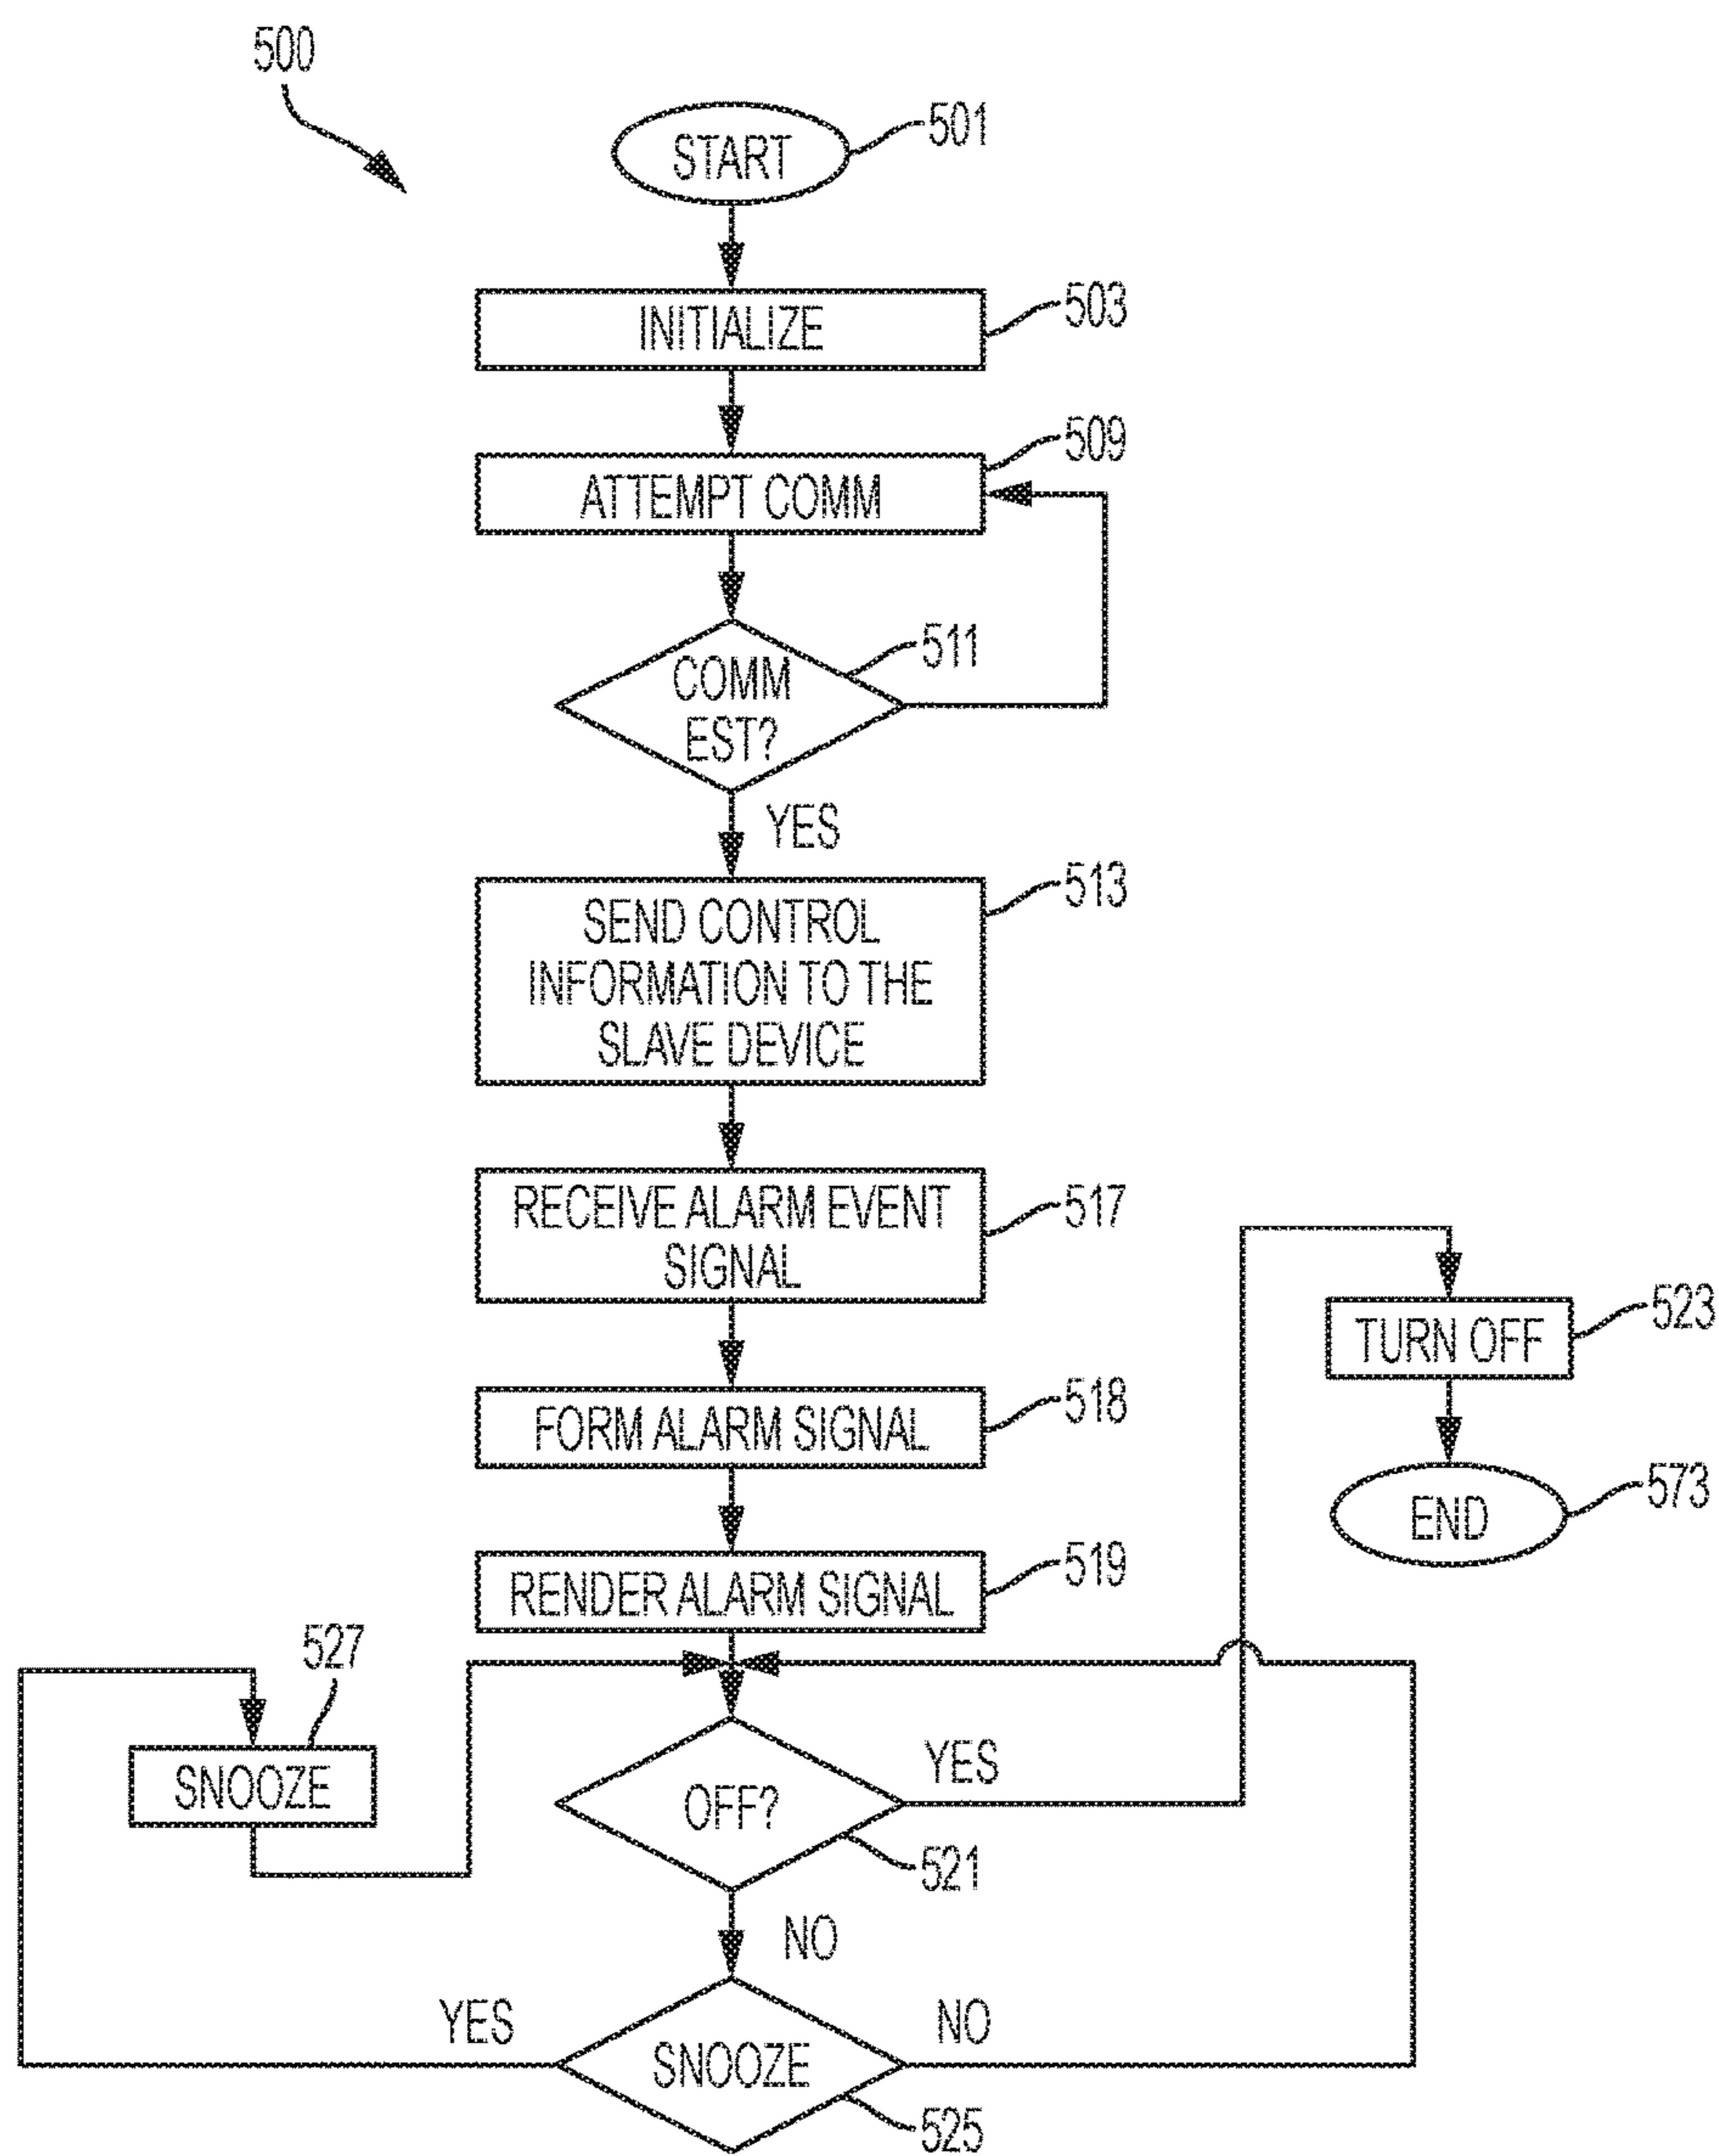 500
START
501
INITIALIZE
503
ATTEMPT COMM
509
COMM
EST?
511
YES
SEND CONTROL
INFORMATION TO THE
SLAVE DEVICE
513
RECEIVE ALARM EVENT
SIGNAL
517
FORM ALARM SIGNAL
518
RENDER ALARM SIGNAL
519
OFF?
521
YES
TURN OFF
523
END
573
NO
SNOOZE
525
YES
NO
SNOOZE
527